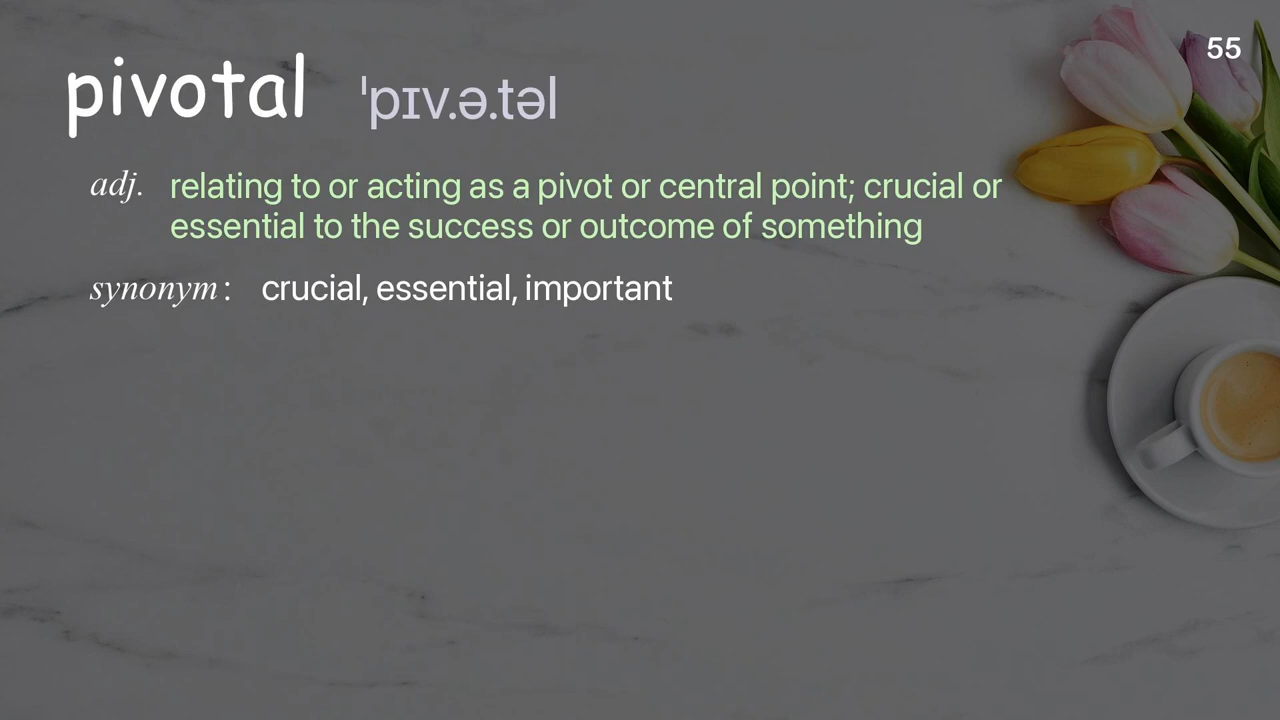 55
pivotal ˈpɪv.ə.təl
adj. relating to or acting as a pivot or central point; crucial or
essential to the success or outcome of something
synonym: crucial, essential, important